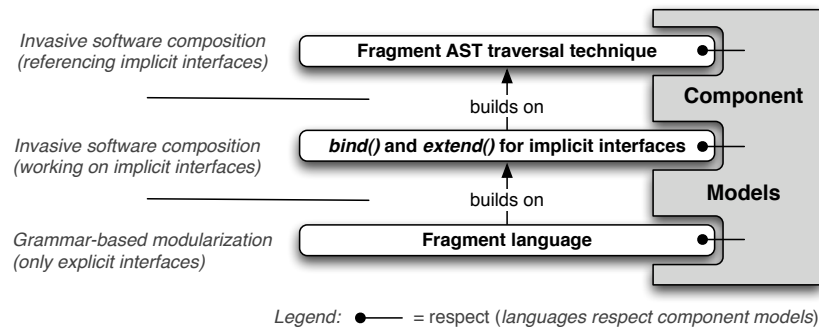 Invasive software composition
(referencing implicit interfaces)
Fragment AST traversal technique
Component
builds on
Invasive software composition
(working on implicit interfaces)
bind() and extend() for implicit interfaces
Models
builds on
Grammar-based modularization
(only explicit interfaces)
Fragment language
Legend: = respect (languages respect component models)